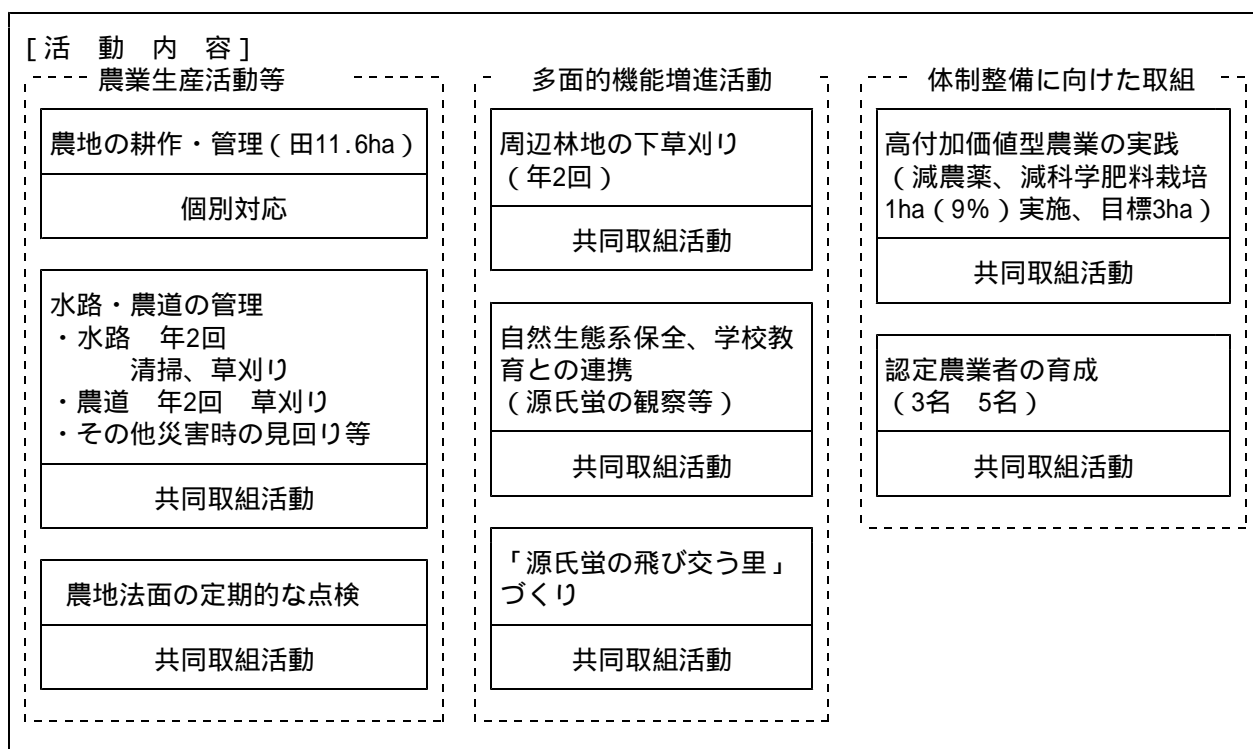 [活 動 内 容]
農業生産活動等
農地の耕作・管理(田11.6ha)
個別対応
水路・農道の管理
・水路 年2回
清掃、草刈り
・農道 年2回 草刈り
・その他災害時の見回り等
共同取組活動
農地法面の定期的な点検
共同取組活動
多面的機能増進活動
周辺林地の下草刈り
(年2回)
共同取組活動
自然生態系保全、学校教
育との連携
(源氏蛍の観察等)
共同取組活動
「源氏蛍の飛び交う里」
づくり
共同取組活動
体制整備に向けた取組
高付加価値型農業の実践
(減農薬、減科学肥料栽培
1ha(9%)実施、目標3ha)
共同取組活動
認定農業者の育成
(3名 5名)
共同取組活動